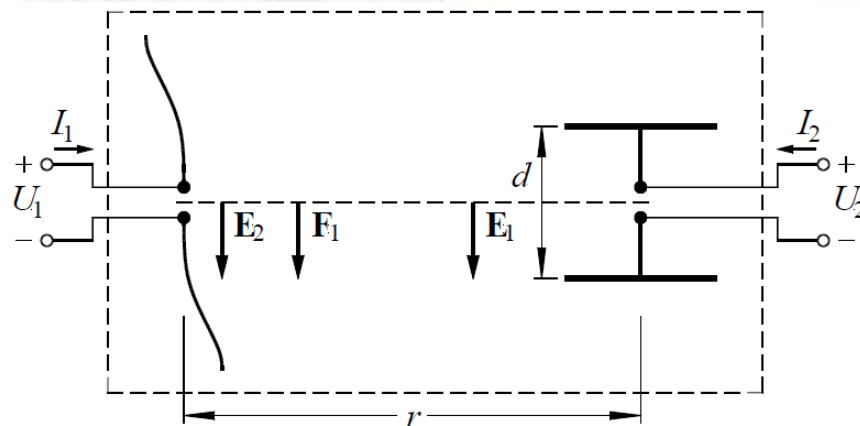 I₁
+
U₁
−
E₂
F₁
E₁
d
I₂
+
U₂
−
r